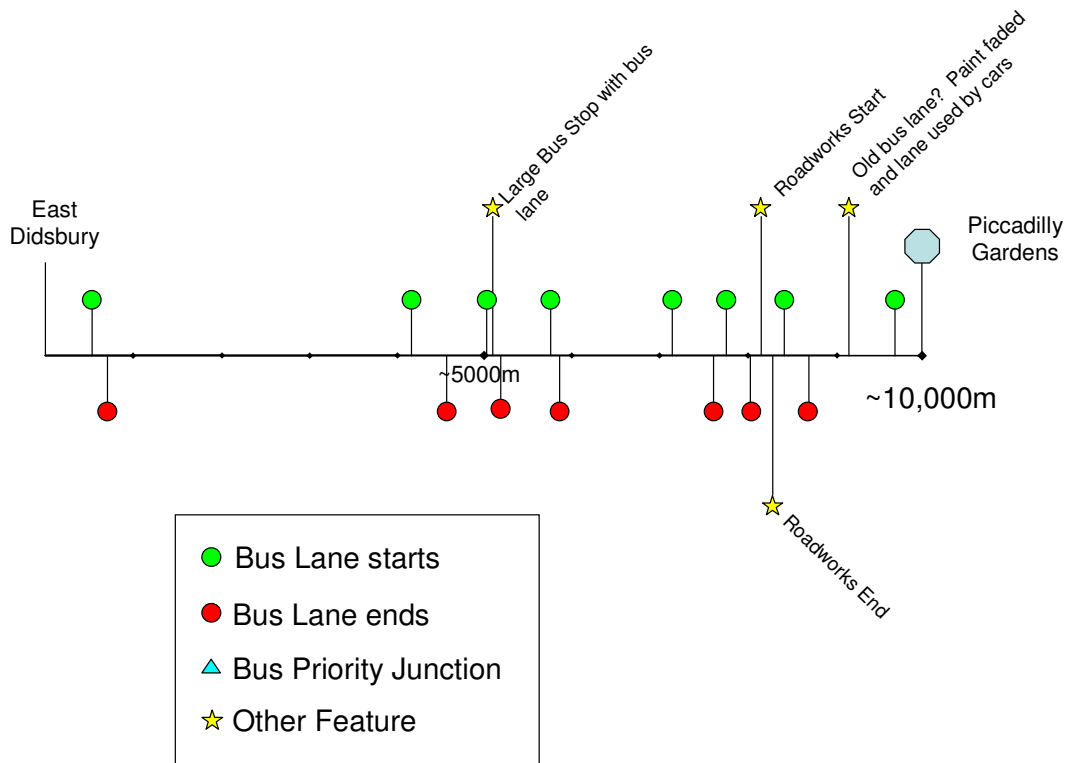 East
Didsbury
Large Bus Stop with bus
lane
Roadworks Start
Old bus lane?  Paint faded
and lane used by cars
Piccadilly
Gardens
~5000m
~10,000m
Roadworks End
Bus Lane starts
Bus Lane ends
Bus Priority Junction
Other Feature